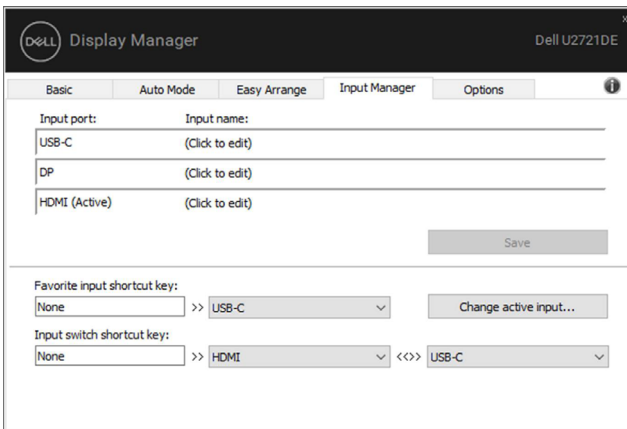 DELL Display Manager Dell U2721DE
Basic Auto Mode Easy Arrange Input Manager Options
Input port: Input name:
USB-C (Click to edit)
DP (Click to edit)
HDMI (Active) (Click to edit)
Save
Favorite input shortcut key:
None >> USB-C Change active input...
Input switch shortcut key:
None >> HDMI <<>> USB-C